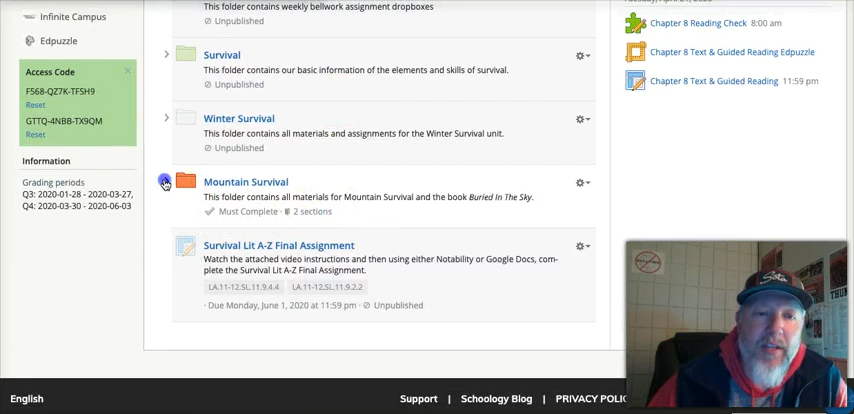 Infinite Campus
Edpuzzle
Access Code
×
F568-QZ7K-TFSH9
Reset
GTTQ-4NBB-TX9QM
Reset
Information
Grading periods
Q3: 2020-01-28 - 2020-03-27,
Q4: 2020-03-30 - 2020-06-03
This folder contains weekly bellwork assignment dropboxes
Unpublished
Survival
This folder contains our basic information of the elements and skills of survival.
Unpublished
Winter Survival
This folder contains all materials and assignments for the Winter Survival unit.
Unpublished
Mountain Survival
This folder contains all materials for Mountain Survival and the book Buried In The Sky.
Must Complete · 2 sections
Survival Lit A-Z Final Assignment
Watch the attached video instructions and then using either Notability or Google Docs, com-
plete the Survival Lit A-Z Final Assignment.
LA.11-12.SL.11.9.4.4 LA.11-12.SL.11.9.2.2
· Due Monday, June 1, 2020 at 11:59 pm · Unpublished
Chapter 8 Reading Check 8:00 am
Chapter 8 Text & Guided Reading Edpuzzle
Chapter 8 Text & Guided Reading 11:59 pm
English
Support | Schoology Blog | PRIVACY POLIC